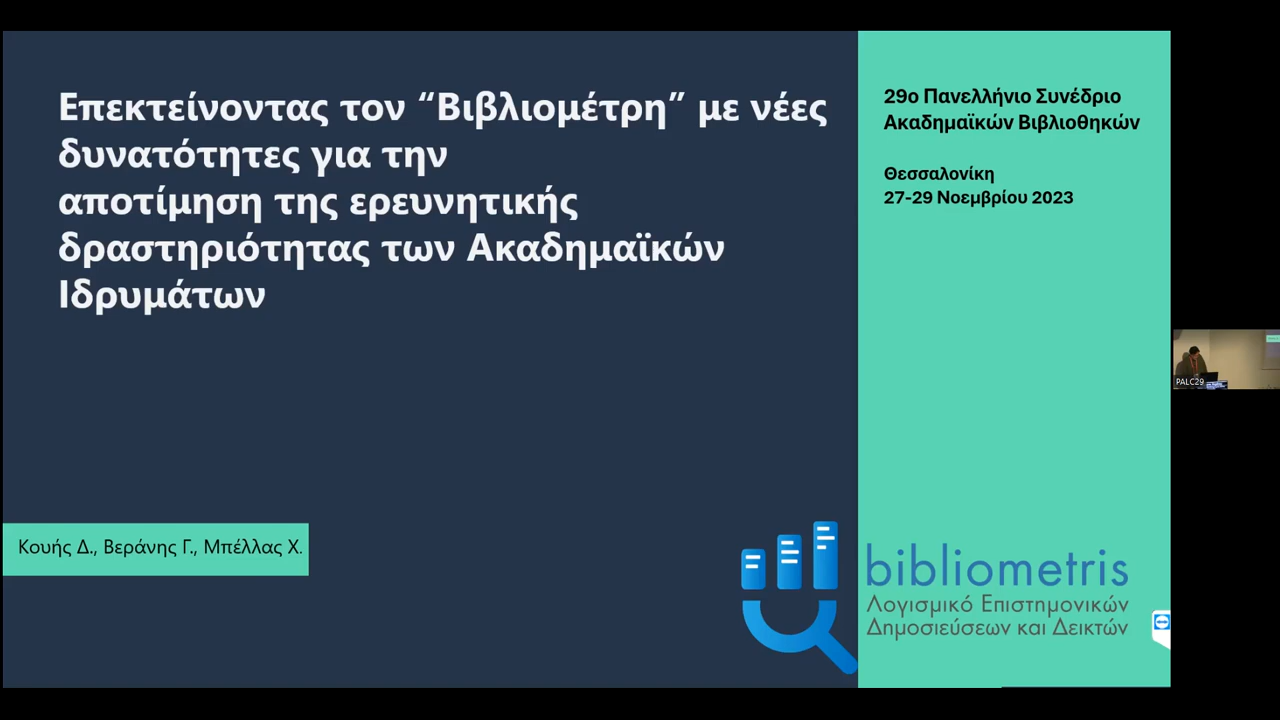 Επεκτείνοντας τον “Βιβλιομέτρη” με νέες
δυνατότητες για την
αποτίμηση της ερευνητικής
δραστηριότητας των Ακαδημαϊκών
Ιδρυμάτων
29ο Πανελλήνιο Συνέδριο
Ακαδημαϊκών Βιβλιοθηκών
Θεσσαλονίκη
27-29 Νοεμβρίου 2023
PALC29
Κουής Δ., Βεράνης Γ., Μπέλλας Χ.
bibliometris
Λογισμικό Επιστημονικών
Δημοσιεύσεων και Δεικτών